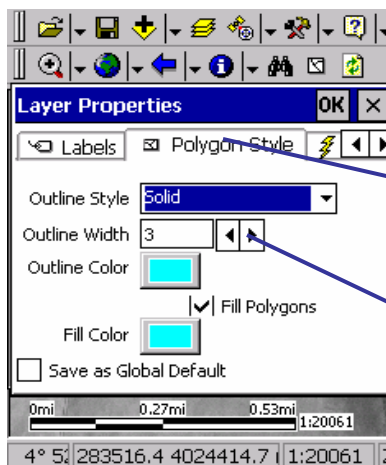 Layer Properties OK
Labels Polygon Style
Outline Style Solid
Outline Width 3
Outline Color
Fill Polygons
Fill Color
Save as Global Default
0mi 0.27mi 0.53mi
1:20061
4° 283516.4 4024414.7 1:20061